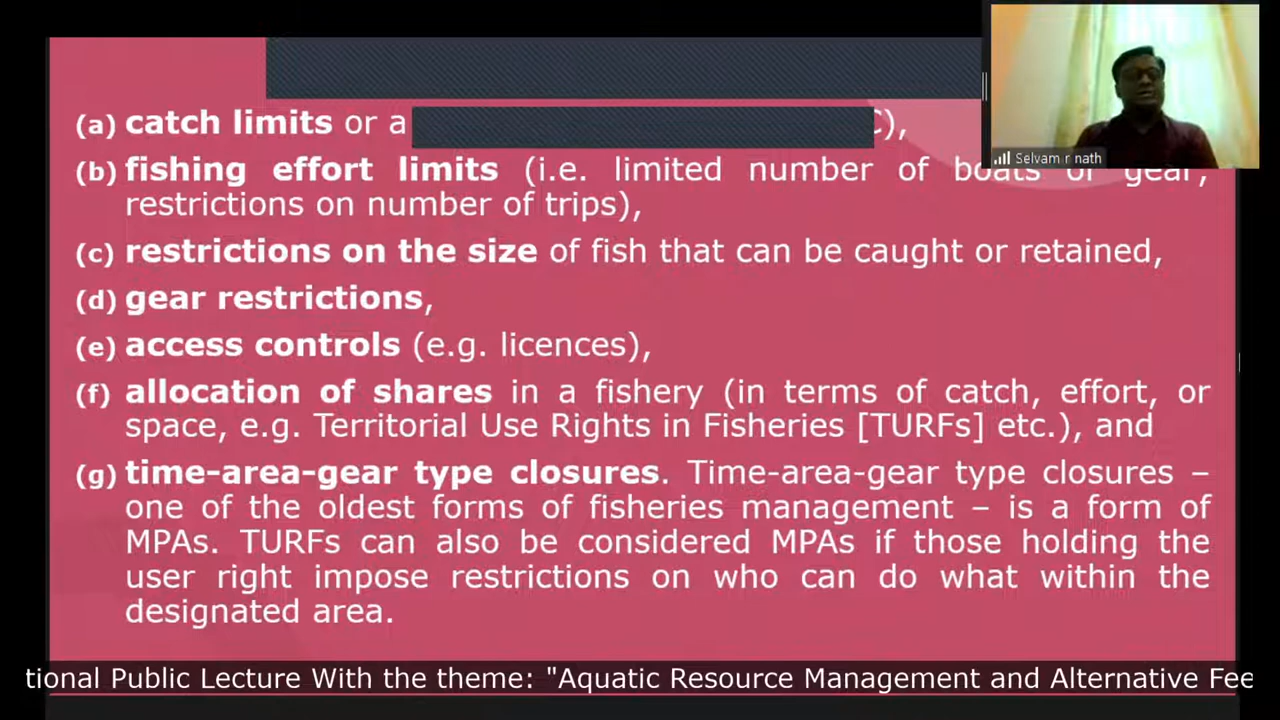 (a) catch limits or a C),
(b) fishing effort limits (i.e. limited number of boats or gear,
restrictions on number of trips),
(c) restrictions on the size of fish that can be caught or retained,
(d) gear restrictions,
(e) access controls (e.g. licences),
(f) allocation of shares in a fishery (in terms of catch, effort, or
space, e.g. Territorial Use Rights in Fisheries [TURFs] etc.), and
(g) time-area-gear type closures. Time-area-gear type closures –
one of the oldest forms of fisheries management – is a form of
MPAs. TURFs can also be considered MPAs if those holding the
user right impose restrictions on who can do what within the
designated area.
Selvam r nath
tional Public Lecture With the theme: "Aquatic Resource Management and Alternative Fee